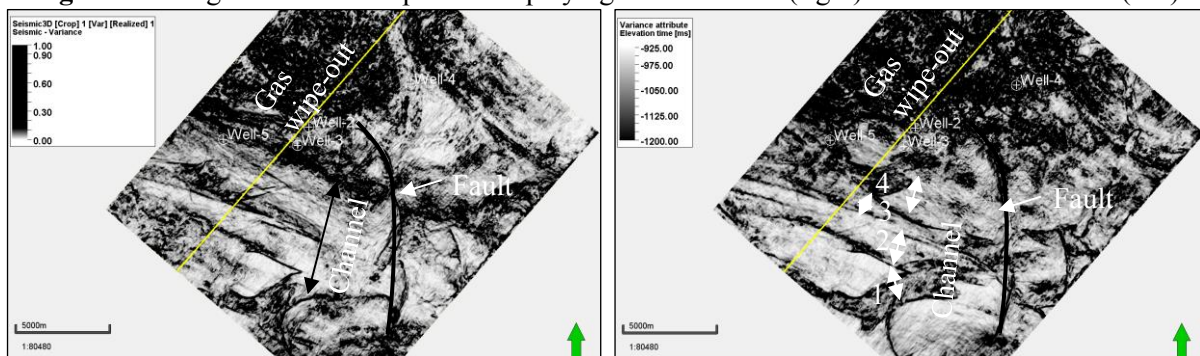 (right)
Seismic3D [Crop] 1 [Var] [Realized] 1
Seismic - Variance
1.00
0.90
0.60
0.30
0.00
Gas
wipe-out
Well-4
Well-2
Well-5
Well-3
Fault
Channel
5000m
1:80480
Variance attribute
Elevation time [ms]
-925.00
-975.00
-1050.00
-1125.00
-1200.00
Gas
wipe-out
Well-4
Well-2
Well-5
Well-3
4
Fault
3
2
Channel
1
5000m
1:80480